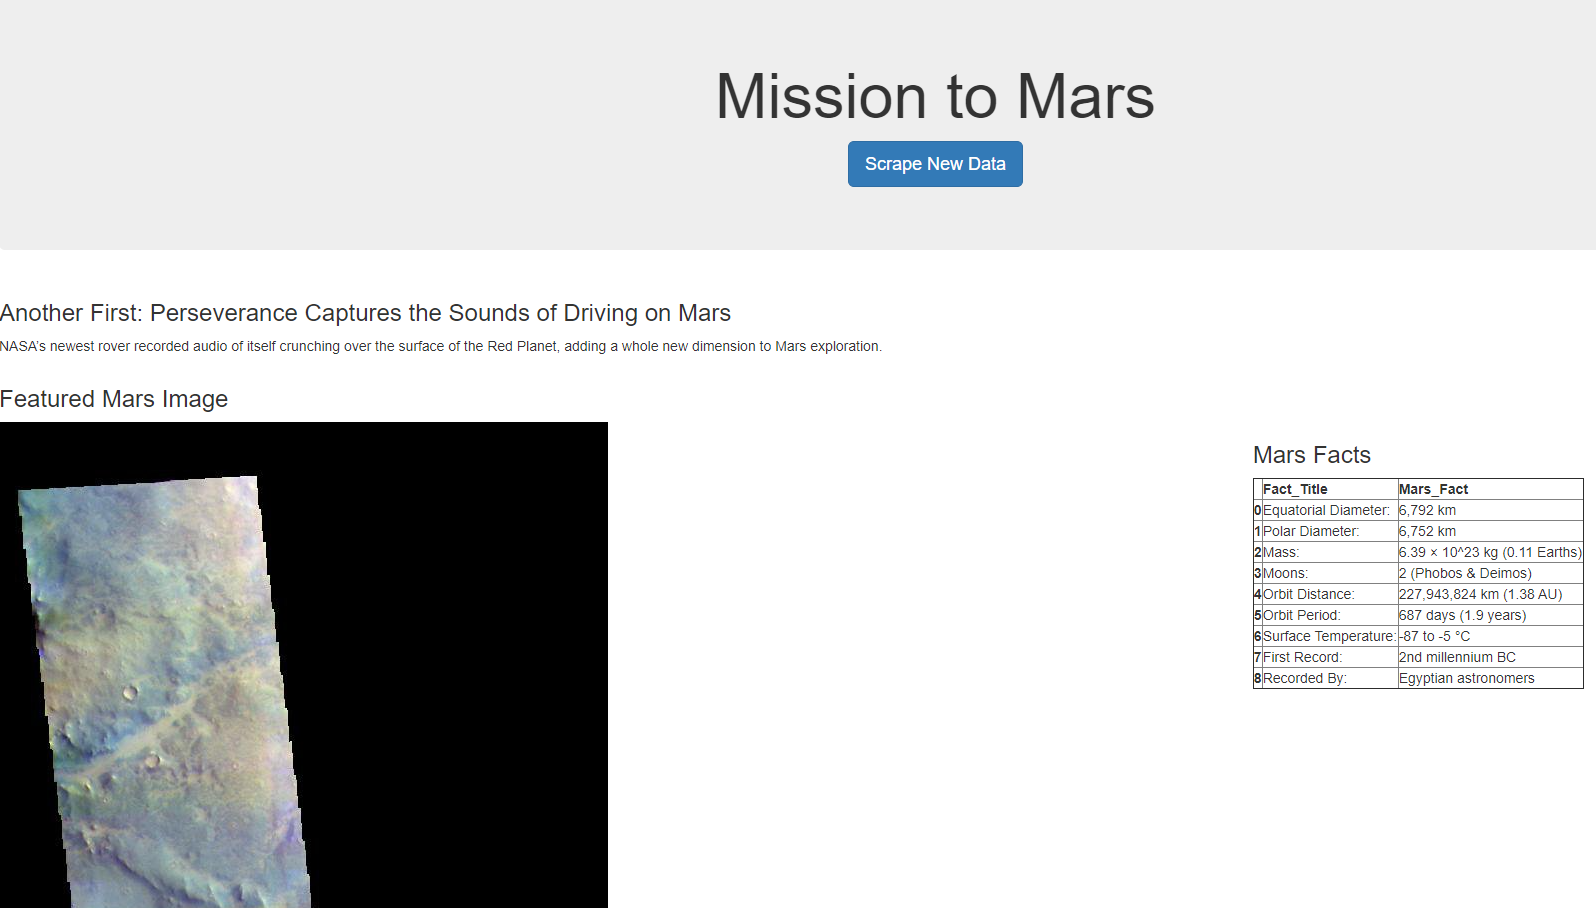 Mission to Mars
Scrape New Data
Another First: Perseverance Captures the Sounds of Driving on Mars
NASA's newest rover recorded audio of itself crunching over the surface of the Red Planet, adding a whole new dimension to Mars exploration.
Featured Mars Image
Mars Facts
Fact_Title Mars_Fact
0 Equatorial Diameter: 6,792 km
1 Polar Diameter: 6,752 km
2 Mass: 6.39 × 10^23 kg (0.11 Earths)
3 Moons: 2 (Phobos & Deimos)
4 Orbit Distance: 227,943,824 km (1.38 AU)
5 Orbit Period: 687 days (1.9 years)
6 Surface Temperature: -87 to -5 °C
7 First Record: 2nd millennium BC
8 Recorded By: Egyptian astronomers